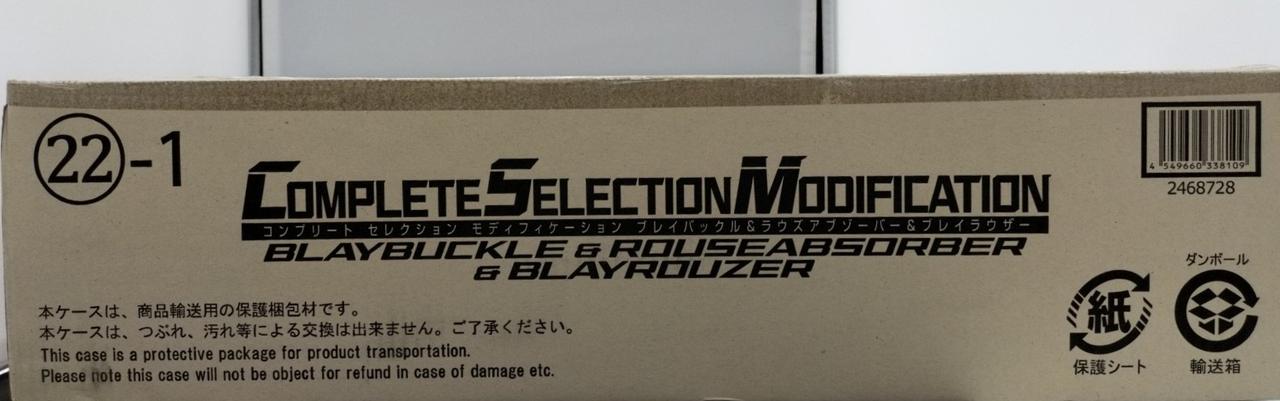 22-1
COMPLETE SELECTION MODIFICATION
コンプリート セレクション モディフィケーション ブレイバックル&ラウズアブゾーバー&ブレイラウザー
BLAYBUCKLE & ROUSEABSORBER
& BLAYROUZER
本ケースは、商品輸送用の保護梱包材です。
本ケースは、つぶれ、汚れ等による交換は出来ません。ご了承ください。
This case is a protective package for product transportation.
Please note this case will not be object for refund in case of damage etc.
4 549660 338109
2468728
紙
保護シート
ダンボール
輸送箱